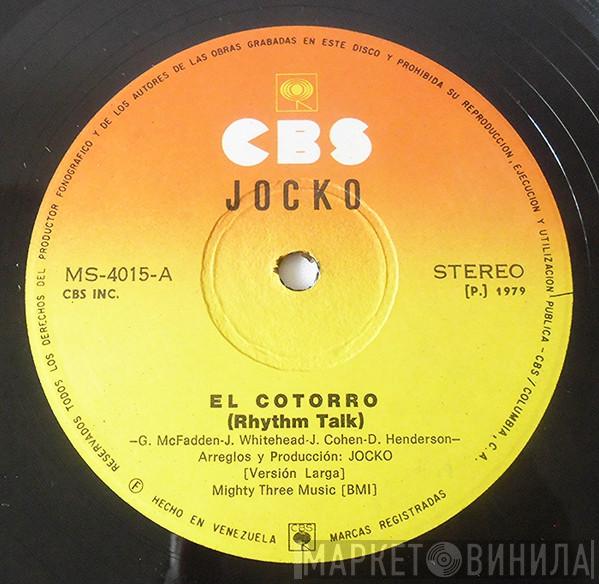 RESERVADOS TODOS LOS DERECHOS DEL PRODUCTOR FONOGRAFICO Y DE LOS AUTORES DE LAS OBRAS GRABADAS EN ESTE DISCO Y PROHIBIDA SU REPRODUCCION, EJECUCION Y UTILIZACION PUBLICA - CBS / COLUMBIA, C. A.
CBS
JOCKO
MS-4015-A
CBS INC.
STEREO
[P.] 1979
EL COTORRO
(Rhythm Talk)
—G. McFadden-J. Whitehead-J. Cohen-D. Henderson—
Arreglos y Producción: JOCKO
[Versión Larga]
Mighty Three Music [BMI]
F HECHO EN VENEZUELA CBS MARCAS REGISTRADAS
МАРКЕТ ВИНИЛА